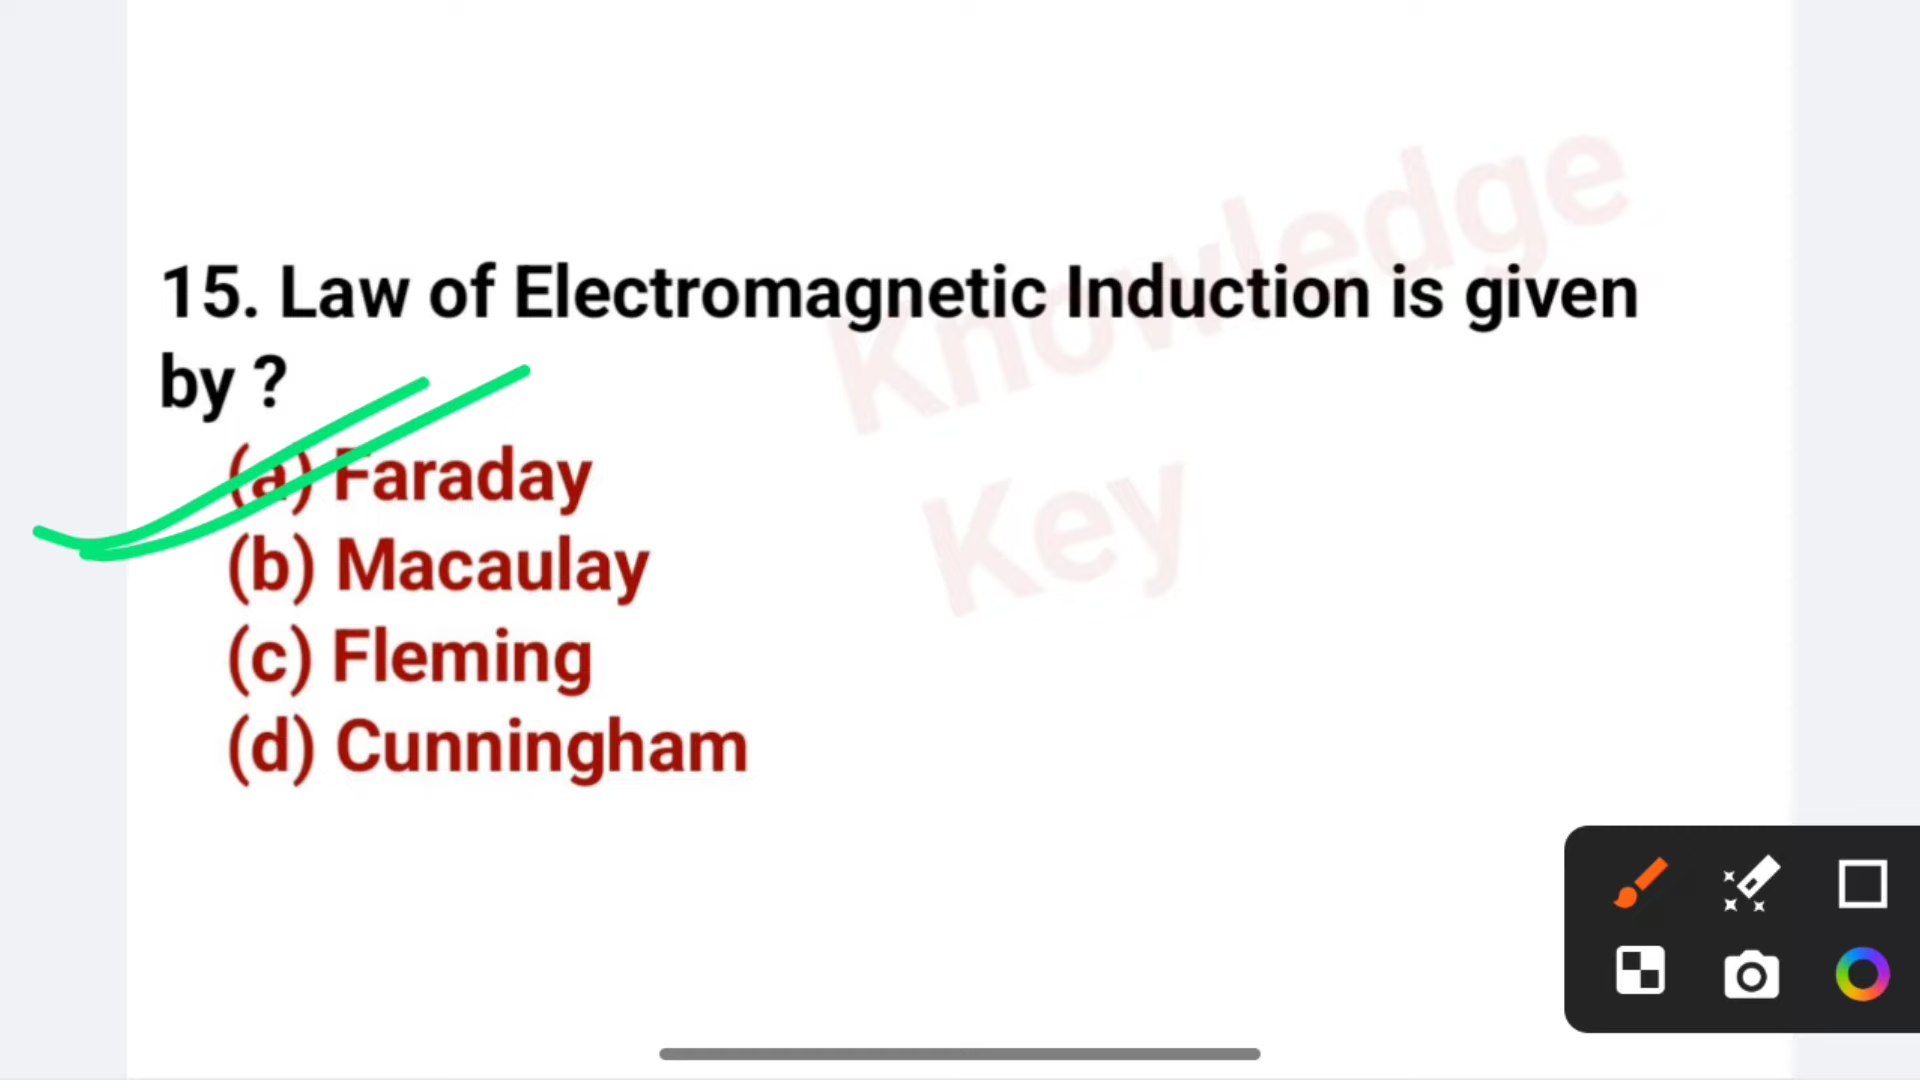 15. Law of Electromagnetic Induction is given
by ?
(a) Faraday
(b) Macaulay
(c) Fleming
(d) Cunningham
Knowledge
Key